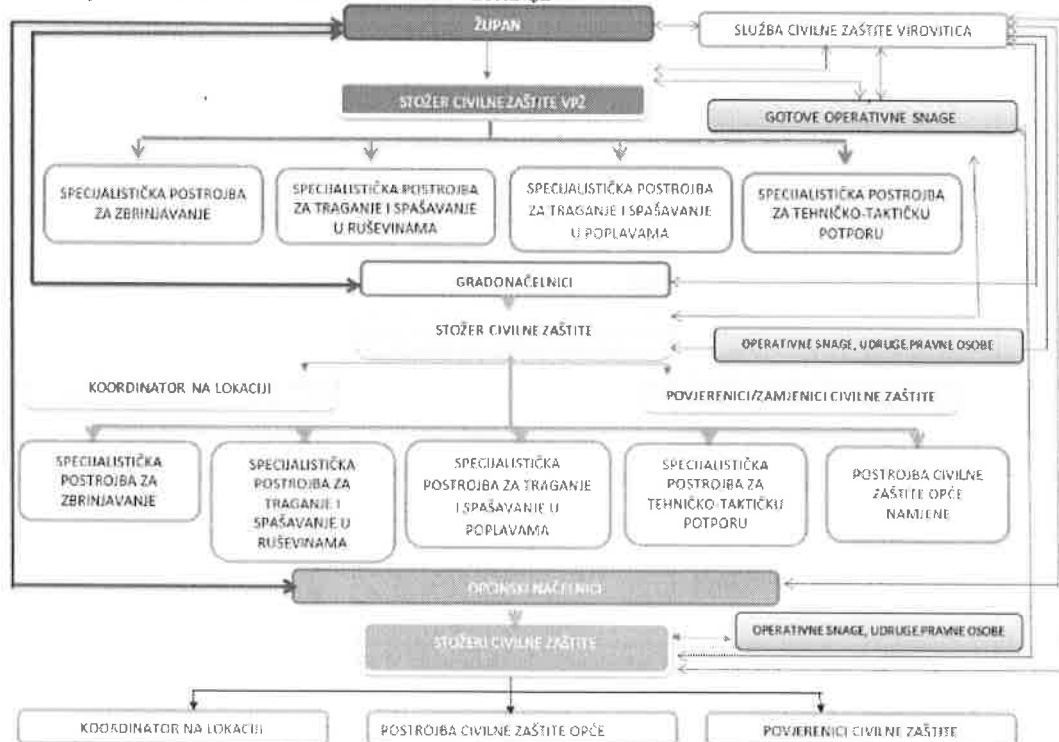 ŽUPAN
SLUŽBA CIVILNE ZAŠTITE VIROVITICA
STOŽER CIVILNE ZAŠTITE VPŽ
GOTOVE OPERATIVNE SNAGE
SPECIJALISTIČKA POSTROJBA
ZA ZBRINJAVANJE
SPECIJALISTIČKA POSTROJBA
ZA TRAGANJE I SPAŠAVANJE
U RUŠEVINAMA
SPECIJALISTIČKA POSTROJBA
ZA TRAGANJE I SPAŠAVANJE
U POPLAVAMA
SPECIJALISTIČKA POSTROJBA
ZA TEHNIČKO-TAKTIČKU
POTPORU
GRADONAČELNICI
STOŽER CIVILNE ZAŠTITE
OPERATIVNE SNAGE, UDRUGE,PRAVNE OSOBE
KOORDINATOR NA LOKACIJI
POVJERENICI/ZAMJENICI CIVILNE ZAŠTITE
SPECIJALISTIČKA
POSTROJBA ZA
ZBRINJAVANJE
SPECIJALISTIČKA
POSTROJBA ZA
TRAGANJE I
SPAŠAVANJE U
RUŠEVINAMA
SPECIJALISTIČKA
POSTROJBA ZA TRAGANJE
I SPAŠAVANJE U
POPLAVAMA
SPECIJALISTIČKA
POSTROJBA ZA
TEHNIČKO-TAKTIČKU
POTPORU
POSTROJBA CIVILNE
ZAŠTITE OPĆE
NAMJENE
OPĆINSKI NAČELNICI
STOŽERI CIVILNE ZAŠTITE
OPERATIVNE SNAGE, UDRUGE,PRAVNE OSOBE
KOORDINATOR NA LOKACIJI
POSTROJBA CIVILNE ZAŠTITE OPĆE
POVJERENICI CIVILNE ZAŠTITE